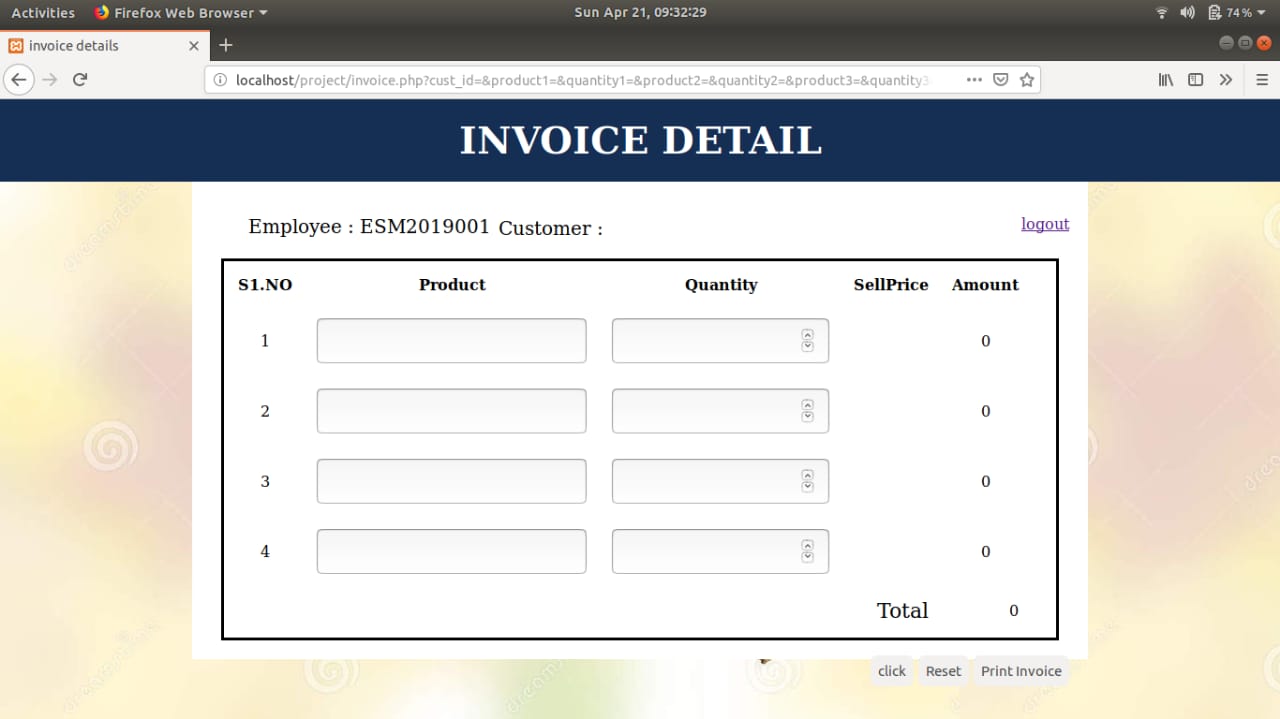 Activities Firefox Web Browser Sun Apr 21, 09:32:29 74%
invoice details
localhost/project/invoice.php?cust_id=&product1=&quantity1=&product2=&quantity2=&product3=&quantity3
INVOICE DETAIL
Employee : ESM2019001 Customer : logout
S1.NO Product Quantity SellPrice Amount
1 0
2 0
3 0
4 0
Total 0
click Reset Print Invoice